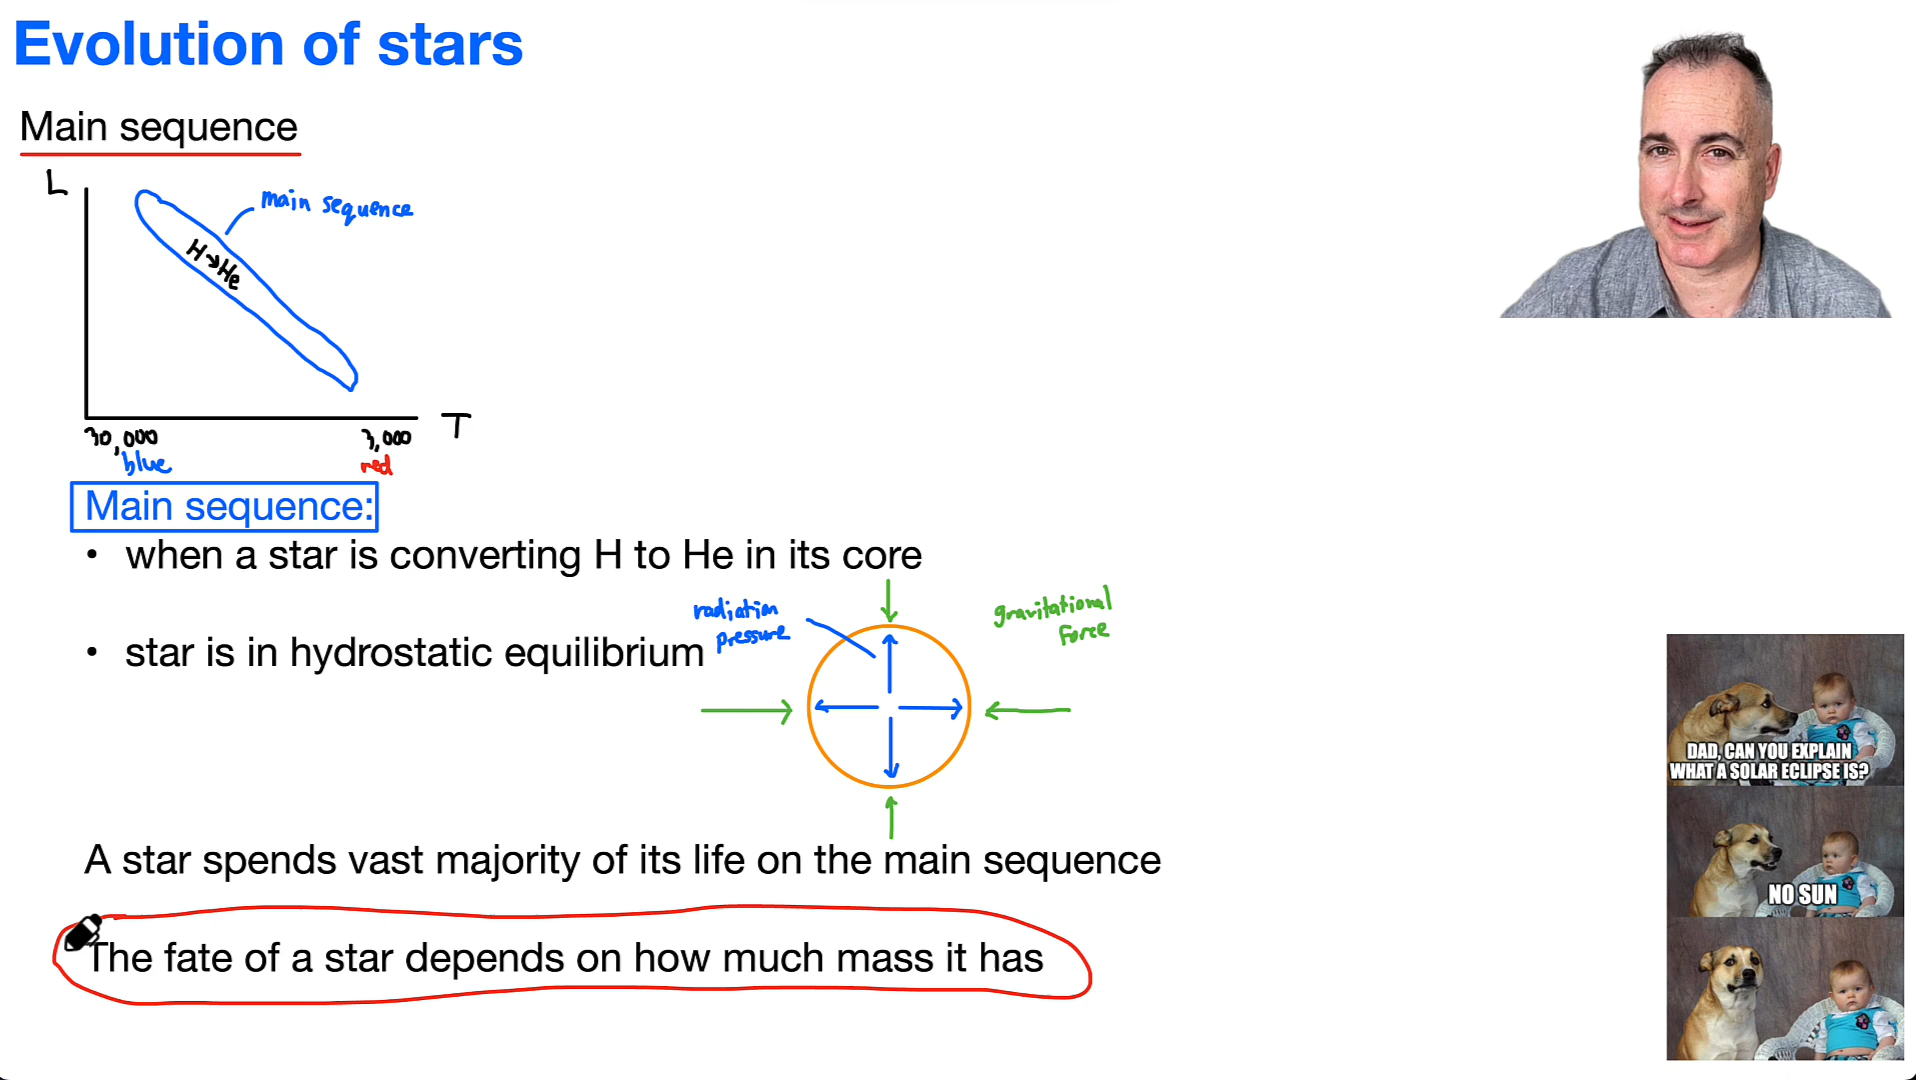 Evolution of stars
Main sequence
L
main sequence
H→He
T
30,000
3,000
blue
red
Main sequence:
• when a star is converting H to He in its core
radiation
pressure
gravitational
force
• star is in hydrostatic equilibrium
A star spends vast majority of its life on the main sequence
The fate of a star depends on how much mass it has
DAD, CAN YOU EXPLAIN
WHAT A SOLAR ECLIPSE IS?
NO SUN